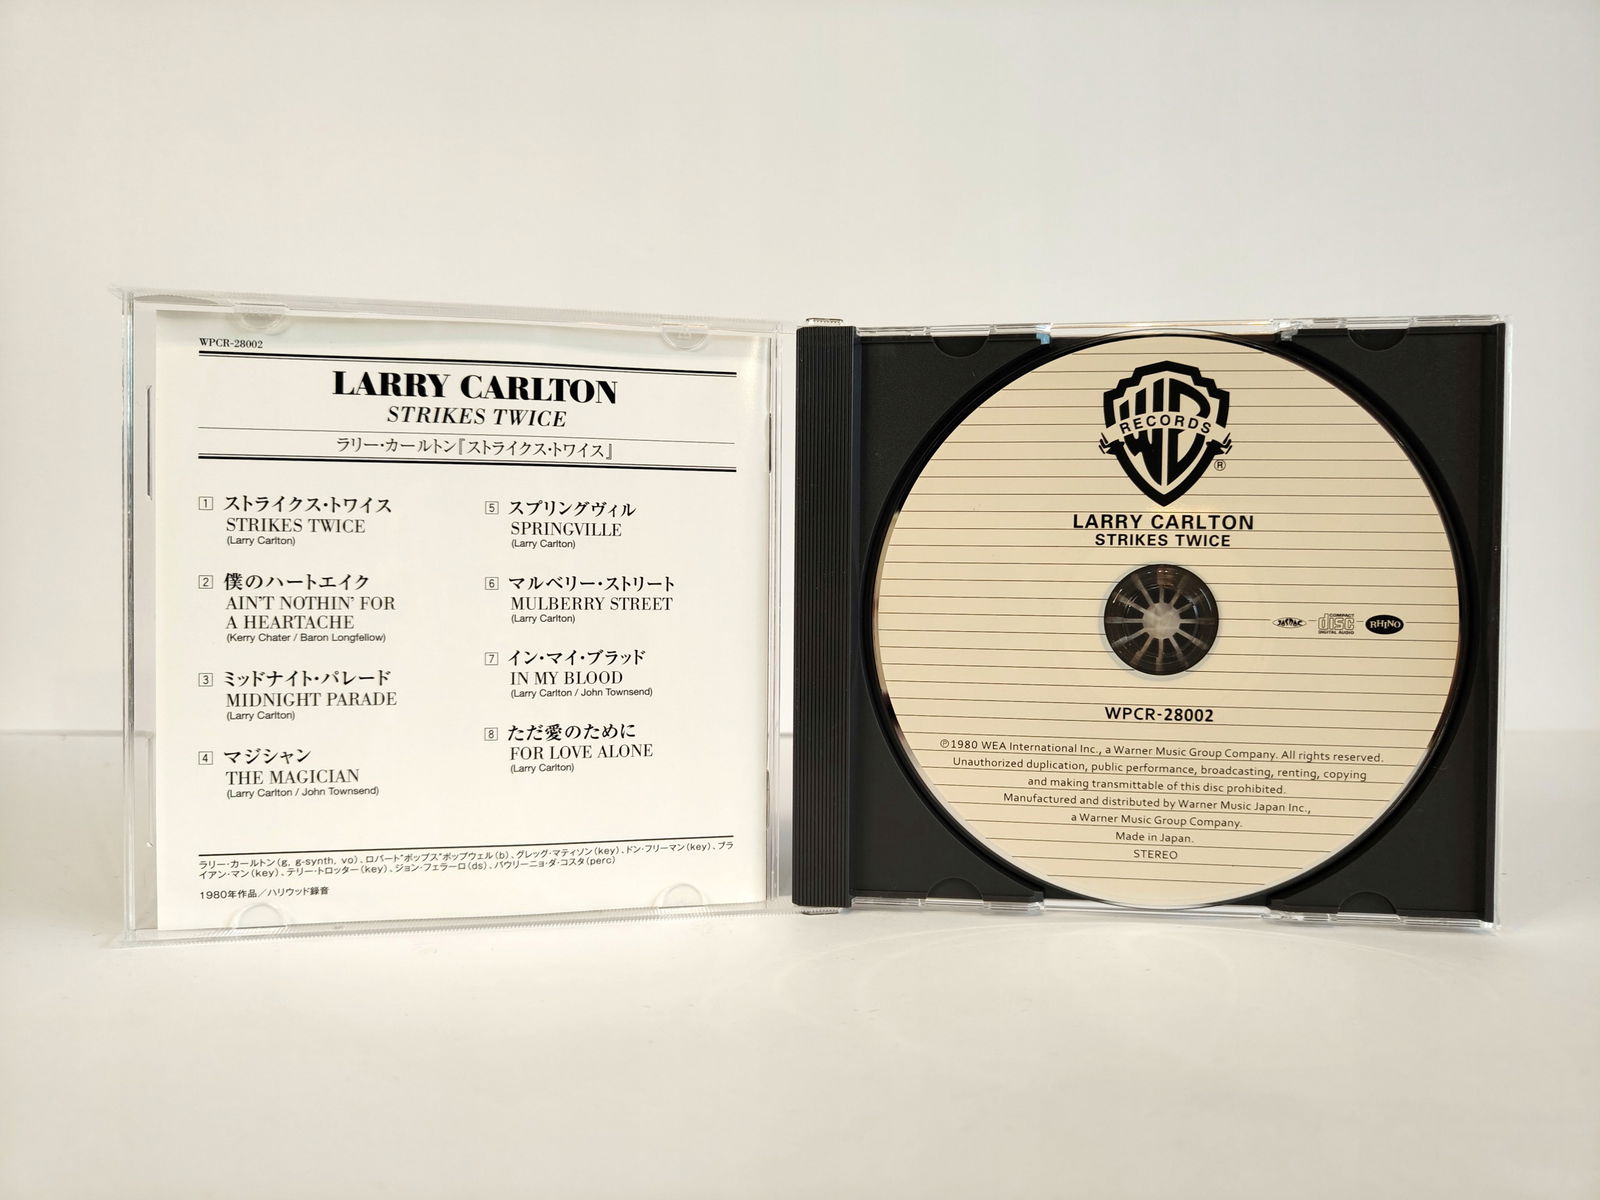 WPCR-28002
LARRY CARLTON
STRIKES TWICE
ラリー・カールトン『ストライクス・トワイス』
1 ストライクス・トワイス
STRIKES TWICE
(Larry Carlton)
2 僕のハートエイク
AIN'T NOTHIN' FOR
A HEARTACHE
(Kerry Chater / Baron Longfellow)
3 ミッドナイト・パレード
MIDNIGHT PARADE
(Larry Carlton)
4 マジシャン
THE MAGICIAN
(Larry Carlton / John Townsend)
5 スプリングヴィル
SPRINGVILLE
(Larry Carlton)
6 マルベリー・ストリート
MULBERRY STREET
(Larry Carlton)
7 イン・マイ・ブラッド
IN MY BLOOD
(Larry Carlton / John Townsend)
8 ただ愛のために
FOR LOVE ALONE
(Larry Carlton)
ラリー・カールトン(g, g-synth, vo)、ロバート"ポップス"ポップウェル(b)、グレッグ・マティソン(key)、ドン・フリーマン(key)、ブラ
イアン・マン(key)、テリー・トロッター(key)、ジョン・フェラーロ(ds)、パウリーニョ・ダ・コスタ(perc)
1980年作品／ハリウッド録音
WB
RECORDS
®
LARRY CARLTON
STRIKES TWICE
JASRAC
COMPACT
disc
DIGITAL AUDIO
RHINO
WPCR-28002
℗1980 WEA International Inc., a Warner Music Group Company. All rights reserved.
Unauthorized duplication, public performance, broadcasting, renting, copying
and making transmittable of this disc prohibited.
Manufactured and distributed by Warner Music Japan Inc.,
a Warner Music Group Company.
Made in Japan.
STEREO